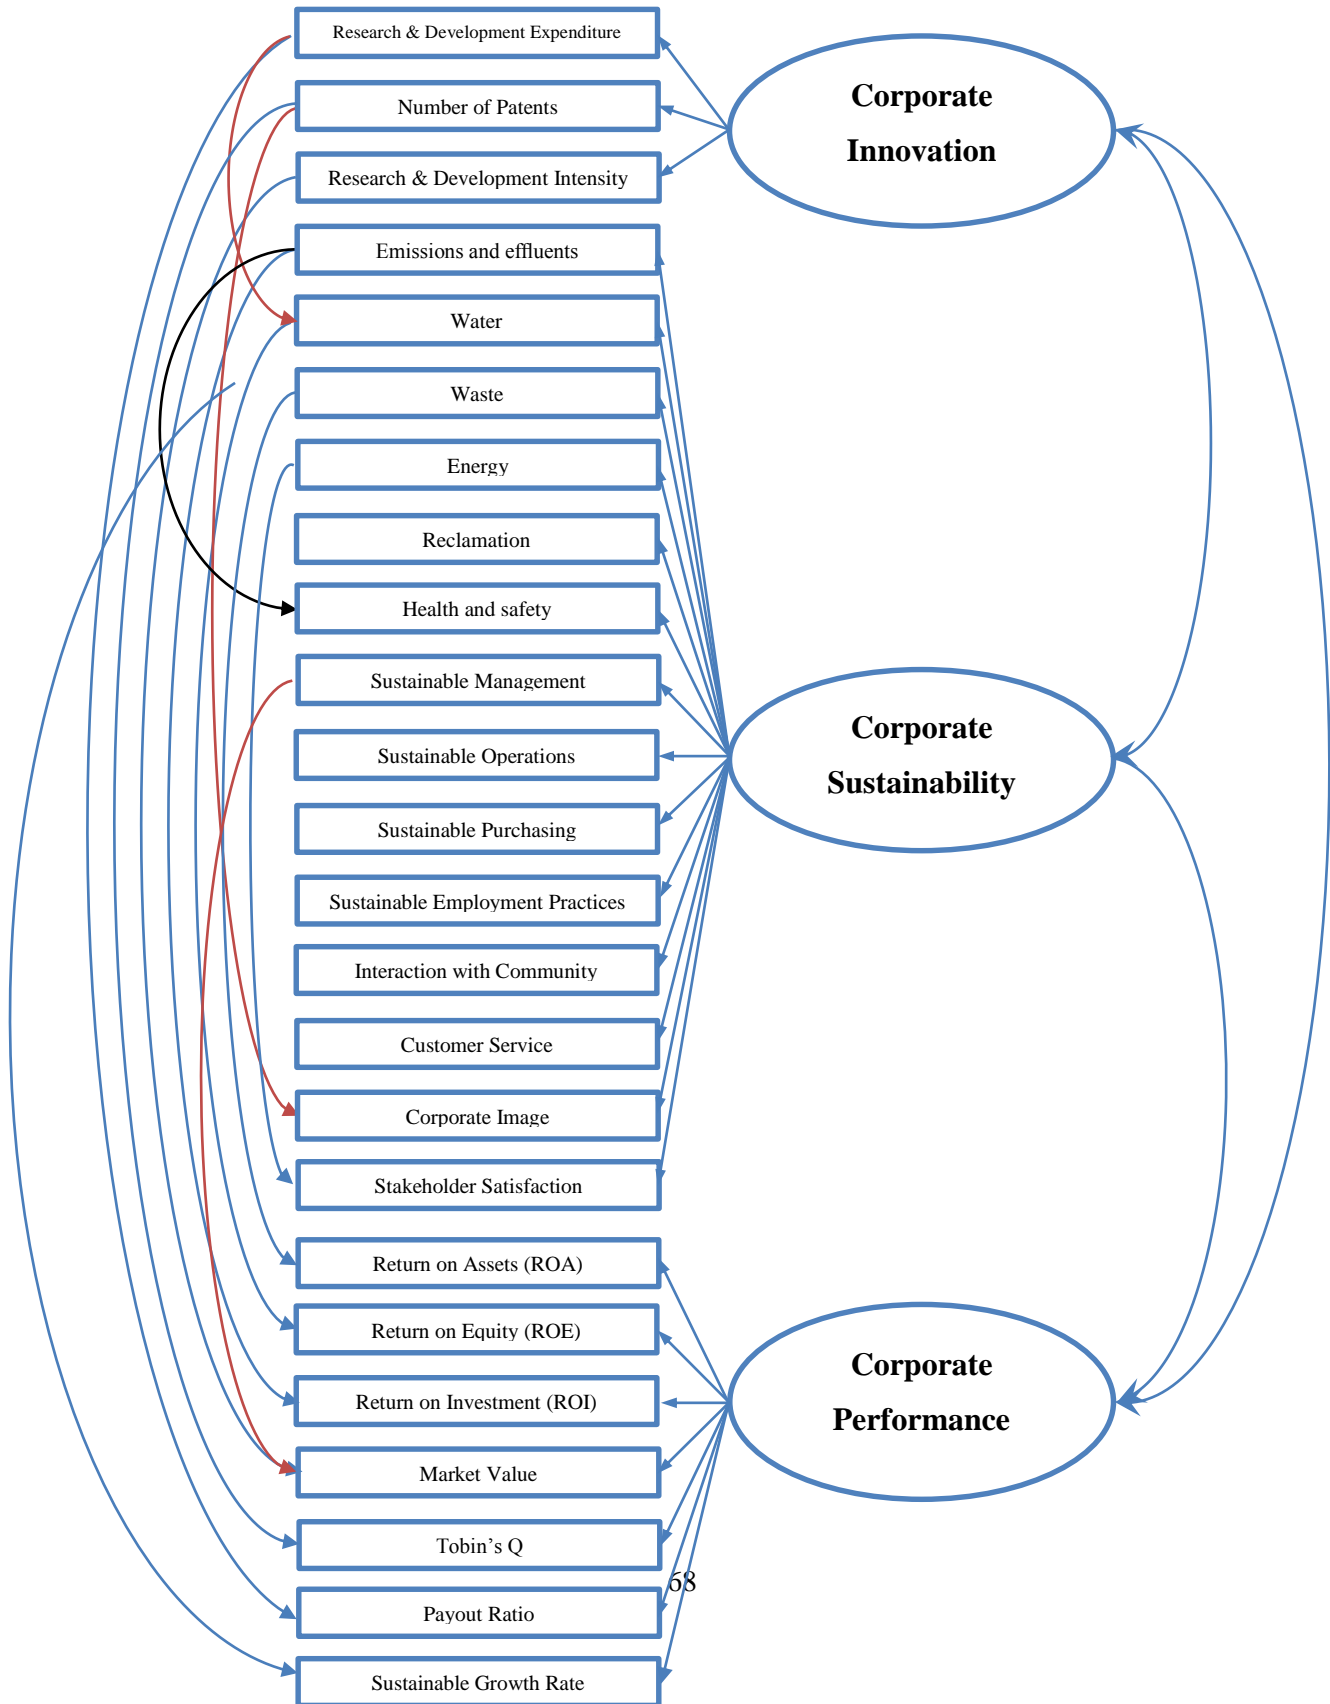 Research & Development Expenditure
Number of Patents
Research & Development Intensity
Emissions and effluents
Water
Waste
Energy
Reclamation
Health and safety
Sustainable Management
Sustainable Operations
Sustainable Purchasing
Sustainable Employment Practices
Interaction with Community
Customer Service
Corporate Image
Stakeholder Satisfaction
Return on Assets (ROA)
Return on Equity (ROE)
Return on Investment (ROI)
Market Value
Tobin’s Q
Payout Ratio
Sustainable Growth Rate
Corporate
Innovation
Corporate
Sustainability
Corporate
Performance
68